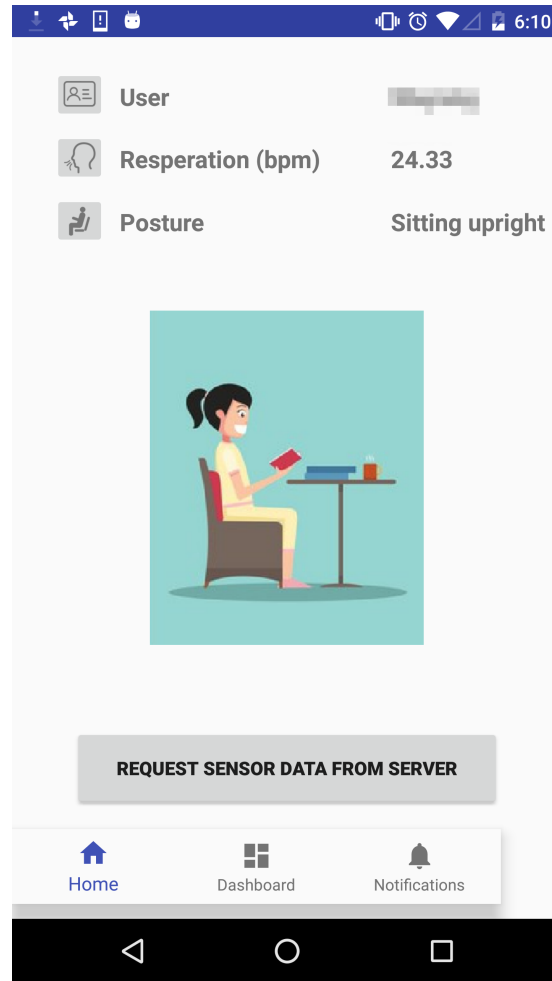 6:10
User
Resperation (bpm) 24.33
Posture Sitting upright
REQUEST SENSOR DATA FROM SERVER
Home Dashboard Notifications